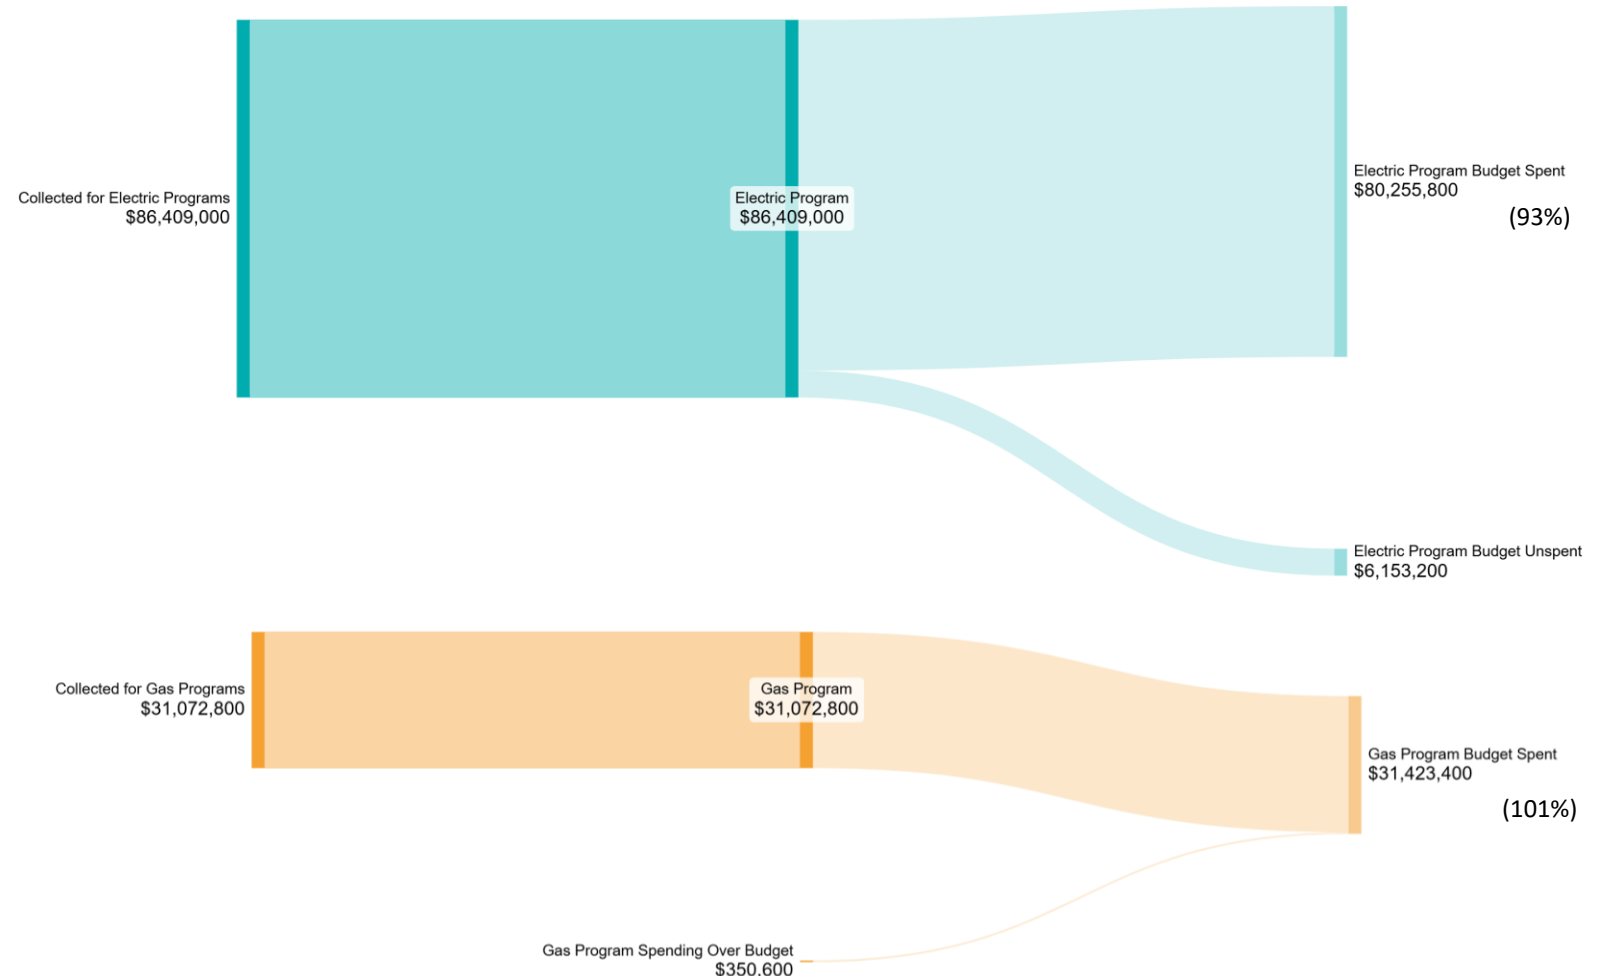 Collected for Electric Programs
$86,409,000
Electric Program
$86,409,000
Electric Program Budget Spent
$80,255,800
(93%)
Electric Program Budget Unspent
$6,153,200
Collected for Gas Programs
$31,072,800
Gas Program
$31,072,800
Gas Program Budget Spent
$31,423,400
(101%)
Gas Program Spending Over Budget
$350,600